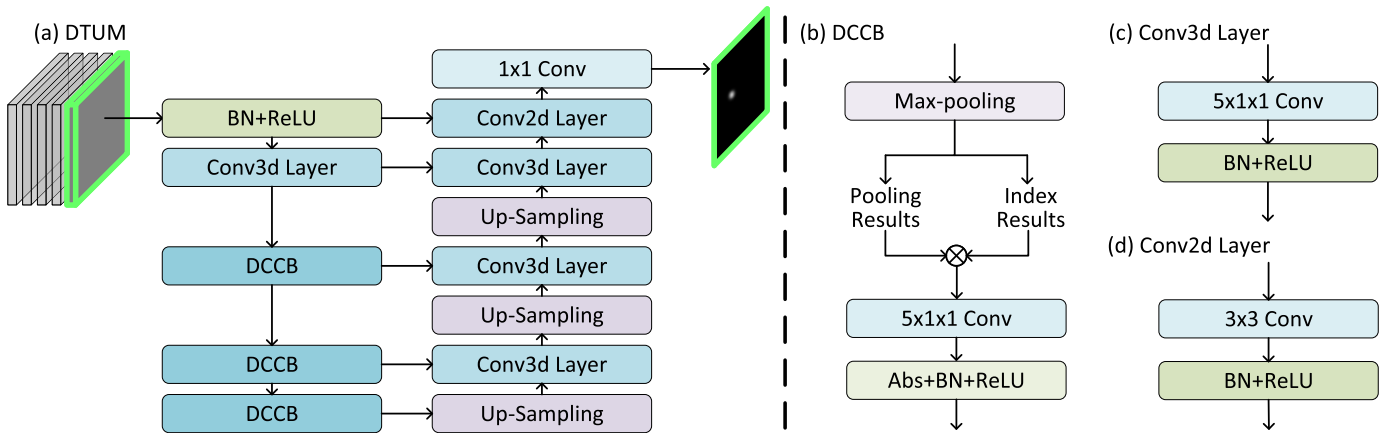 (a) DTUM
BN+ReLU
Conv3d Layer
DCCB
DCCB
DCCB
1x1 Conv
Conv2d Layer
Conv3d Layer
Up-Sampling
Conv3d Layer
Up-Sampling
Conv3d Layer
Up-Sampling
(b) DCCB
Max-pooling
Pooling
Results
Index
Results
5x1x1 Conv
Abs+BN+ReLU
(c) Conv3d Layer
5x1x1 Conv
BN+ReLU
(d) Conv2d Layer
3x3 Conv
BN+ReLU